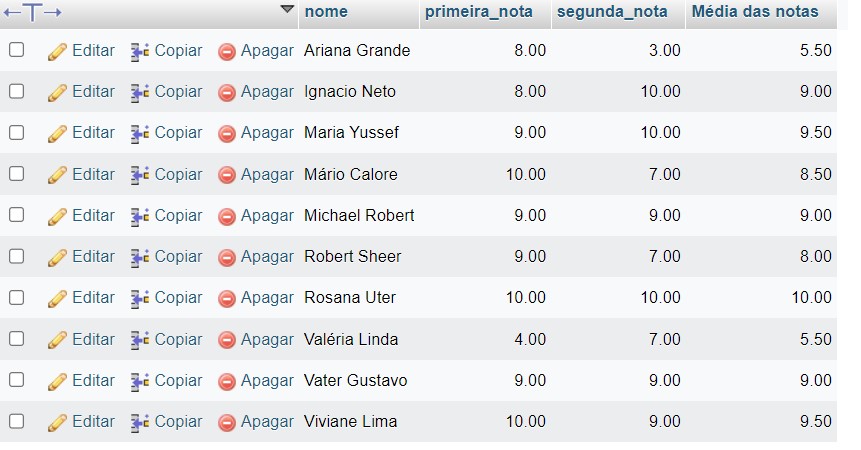 nome primeira_nota segunda_nota Média das notas
Editar Copiar Apagar Ariana Grande 8.00 3.00 5.50
Editar Copiar Apagar Ignacio Neto 8.00 10.00 9.00
Editar Copiar Apagar Maria Yussef 9.00 10.00 9.50
Editar Copiar Apagar Mário Calore 10.00 7.00 8.50
Editar Copiar Apagar Michael Robert 9.00 9.00 9.00
Editar Copiar Apagar Robert Sheer 9.00 7.00 8.00
Editar Copiar Apagar Rosana Uter 10.00 10.00 10.00
Editar Copiar Apagar Valéria Linda 4.00 7.00 5.50
Editar Copiar Apagar Vater Gustavo 9.00 9.00 9.00
Editar Copiar Apagar Viviane Lima 10.00 9.00 9.50